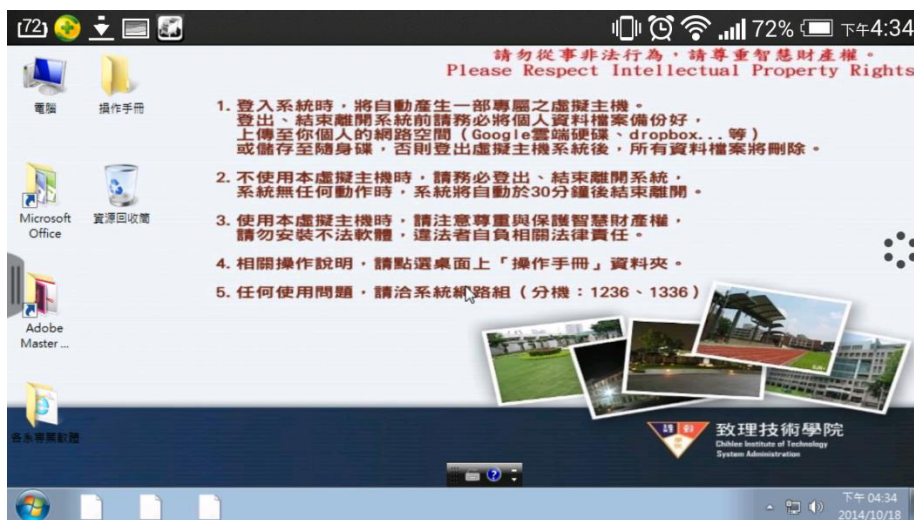 [72]
72%
下午4:34
請勿從事非法行為，請尊重智慧財產權。
Please Respect Intellectual Property Rights
電腦
操作手冊
1. 登入系統時，將自動產生一部專屬之虛擬主機。
登出、結束離開系統前請務必將個人資料檔案備份好，
上傳至你個人的網路空間（Google雲端硬碟、dropbox...等）
或儲存至隨身碟，否則登出虛擬主機系統後，所有資料檔案將刪除。
2. 不使用本虛擬主機時，請務必登出、結束離開系統，
系統無任何動作時，系統將自動於30分鐘後結束離開。
Microsoft
Office
資源回收筒
3. 使用本虛擬主機時，請注意尊重與保護智慧財產權，
請勿安裝不法軟體，違法者自負相關法律責任。
4. 相關操作說明，請點選桌面上「操作手冊」資料夾。
5. 任何使用問題，請洽系統網路組（分機：1236、1336）
Adobe
Master ...
各系專業軟體
致理技術學院
Chihlee Institute of Technology
System Administration
下午 04:34
2014/10/18